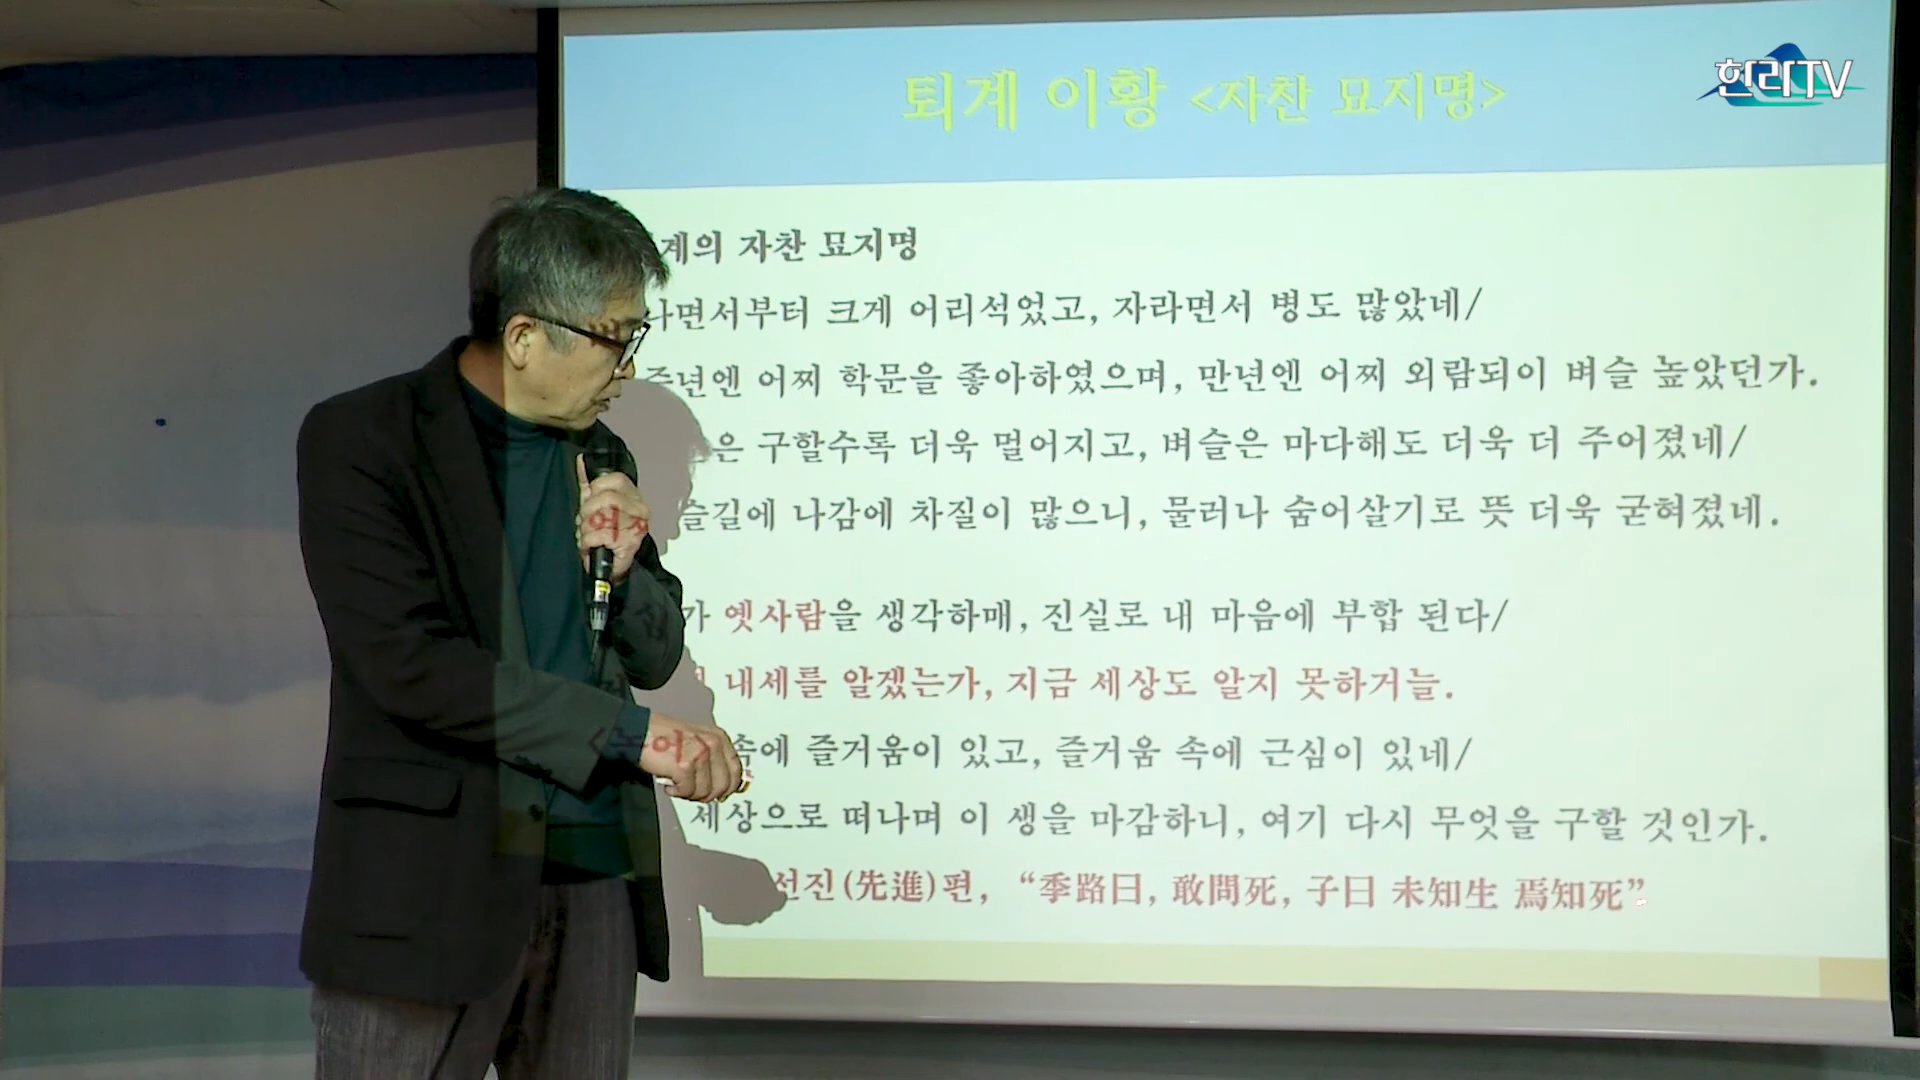 한라TV
퇴계 이황 <자찬 묘지명>
계의 자찬 묘지명
나면서부터 크게 어리석었고, 자라면서 병도 많았네/
중년엔 어찌 학문을 좋아하였으며, 만년엔 어찌 외람되이 벼슬 높았던가.
은 구할수록 더욱 멀어지고, 벼슬은 마다해도 더욱 더 주어졌네/
슬길에 나감에 차질이 많으니, 물러나 숨어살기로 뜻 더욱 굳혀졌네.
가 옛사람을 생각하매, 진실로 내 마음에 부합 된다/
내세를 알겠는가, 지금 세상도 알지 못하거늘.
속에 즐거움이 있고, 즐거움 속에 근심이 있네/
세상으로 떠나며 이 생을 마감하니, 여기 다시 무엇을 구할 것인가.
<논어> 선진(先進)편, “季路曰, 敢問死, 子曰 未知生 焉知死”